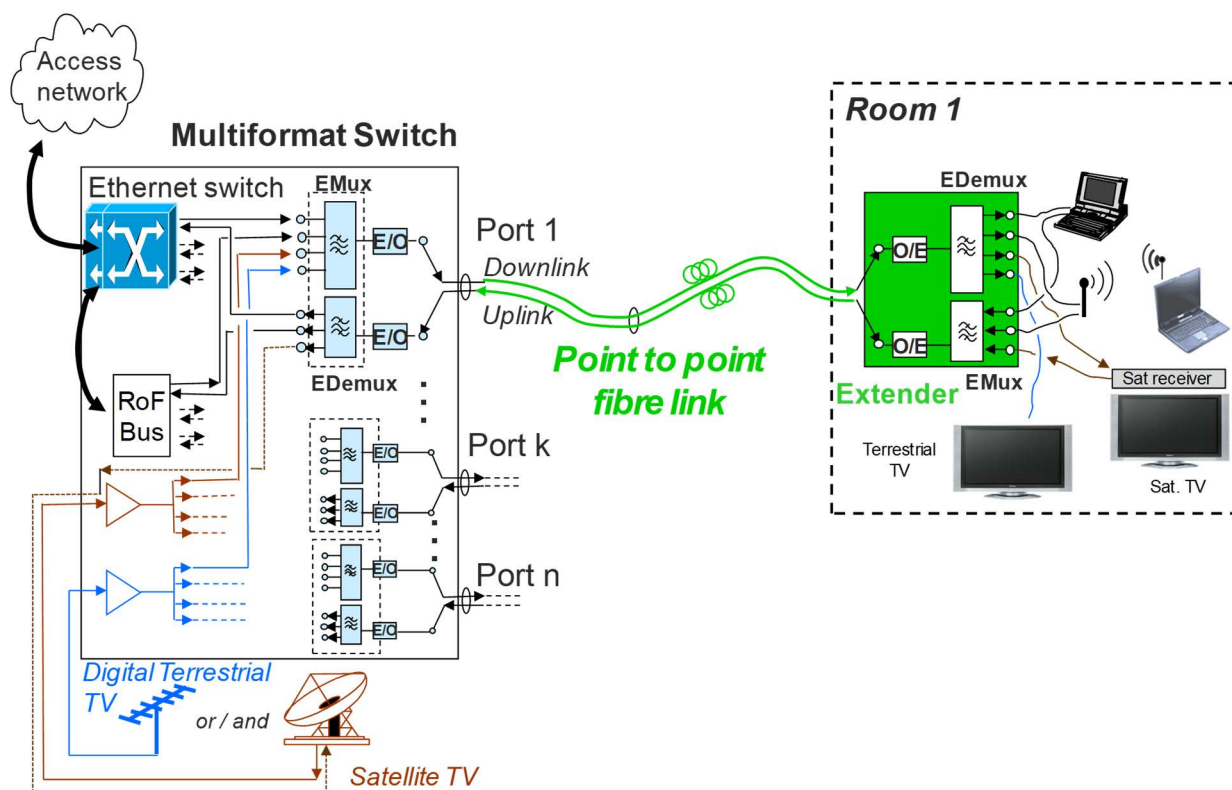 Access
network
Multiformat Switch
Ethernet switch
EMux
E/O
Port 1
Downlink
Uplink
E/O
EDemux
RoF
Bus
Point to point
fibre link
E/O
Port k
E/O
E/O
Port n
E/O
Digital Terrestrial
TV
or / and
Satellite TV
Room 1
EDemux
O/E
O/E
EMux
Extender
Sat receiver
Terrestrial
TV
Sat. TV